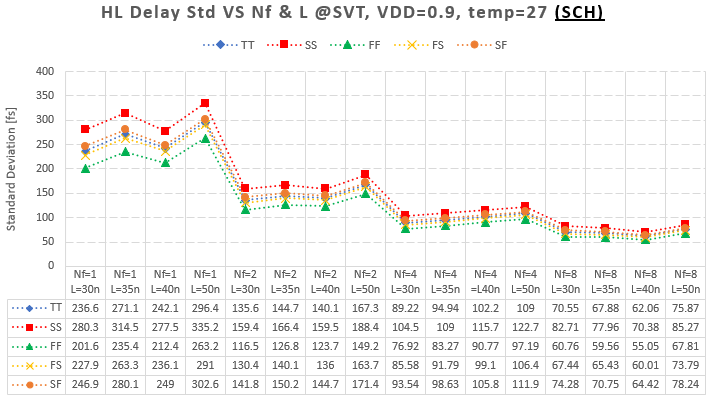 HL Delay Std VS Nf & L @SVT, VDD=0.9, temp=27 (SCH)
TT SS FF FS SF
Standard Deviation [fs]
400
350
300
250
200
150
100
50
0
Nf=1 Nf=1 Nf=1 Nf=1 Nf=2 Nf=2 Nf=2 Nf=2 Nf=4 Nf=4 Nf=4 Nf=4 Nf=8 Nf=8 Nf=8 Nf=8
L=30n L=35n L=40n L=50n L=30n L=35n L=40n L=50n L=30n L=35n =L40n L=50n L=30n L=35n L=40n L=50n
TT 236.6 271.1 242.1 296.4 135.6 144.7 140.1 167.3 89.22 94.94 102.2 109 70.55 67.88 62.06 75.87
SS 280.3 314.5 277.5 335.2 159.4 166.4 159.5 188.4 104.5 109 115.7 122.7 82.71 77.96 70.38 85.27
FF 201.6 235.4 212.4 263.2 116.5 126.8 123.7 149.2 76.92 83.27 90.77 97.19 60.76 59.56 55.05 67.81
FS 227.9 263.3 236.1 291 130.4 140.1 136 163.7 85.58 91.79 99.1 106.4 67.44 65.43 60.01 73.79
SF 246.9 280.1 249 302.6 141.8 150.2 144.7 171.4 93.54 98.63 105.8 111.9 74.28 70.75 64.42 78.24